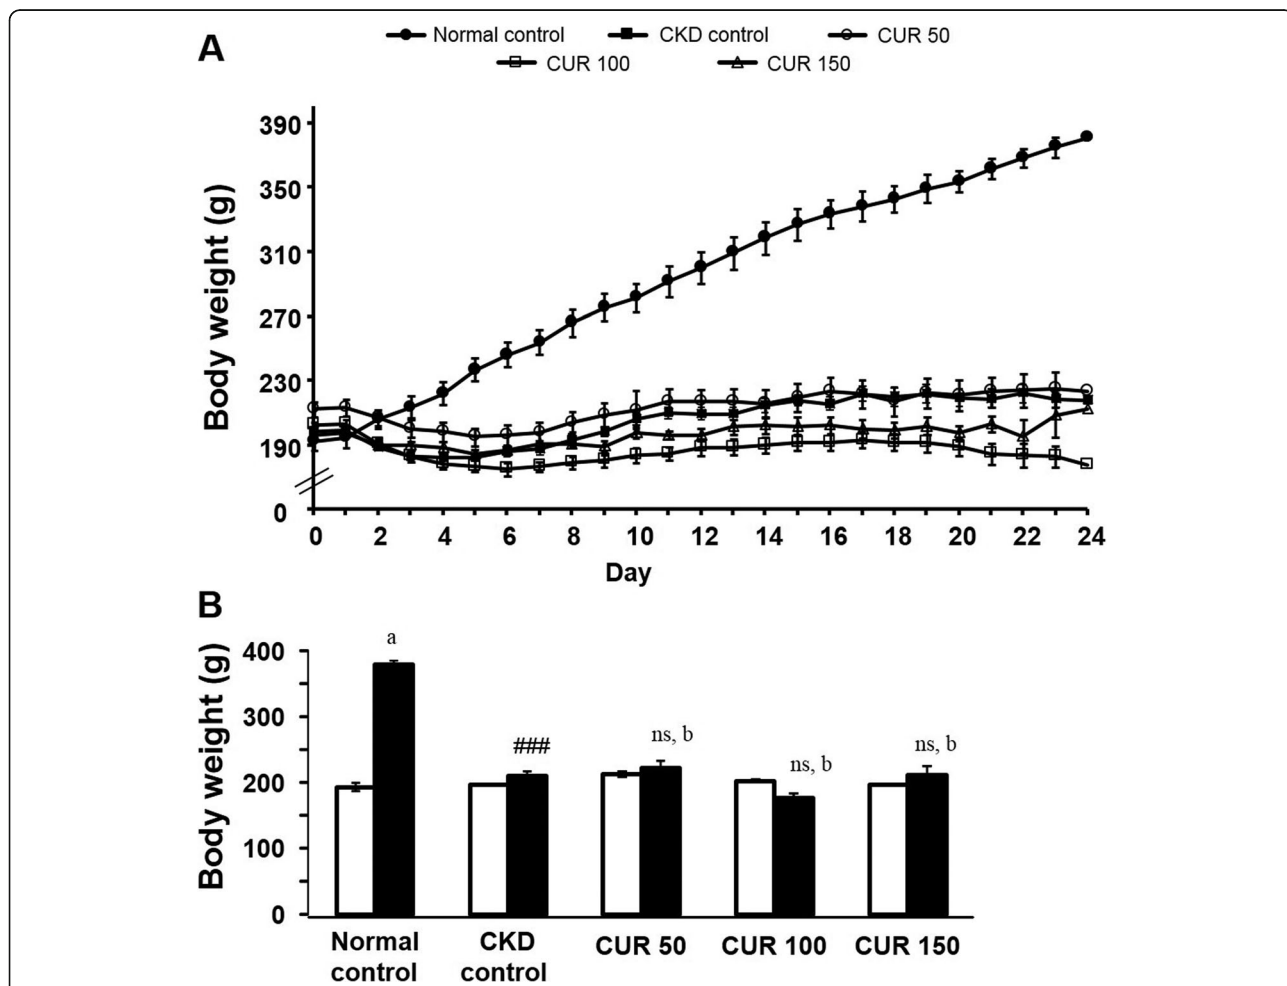 A
Normal control CKD control CUR 50
CUR 100 CUR 150
Body weight (g)
390
350
310
270
230
190
0
0 2 4 6 8 10 12 14 16 18 20 22 24
Day
B
Body weight (g)
400
300
200
100
0
a
###
ns, b
ns, b
ns, b
Normal control
CKD control
CUR 50
CUR 100
CUR 150